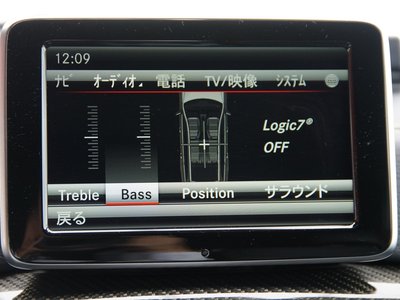 12:09
ナビ オーディオ 電話 TV/映像 システム
Logic7®
OFF
Treble Bass Position サラウンド
戻る